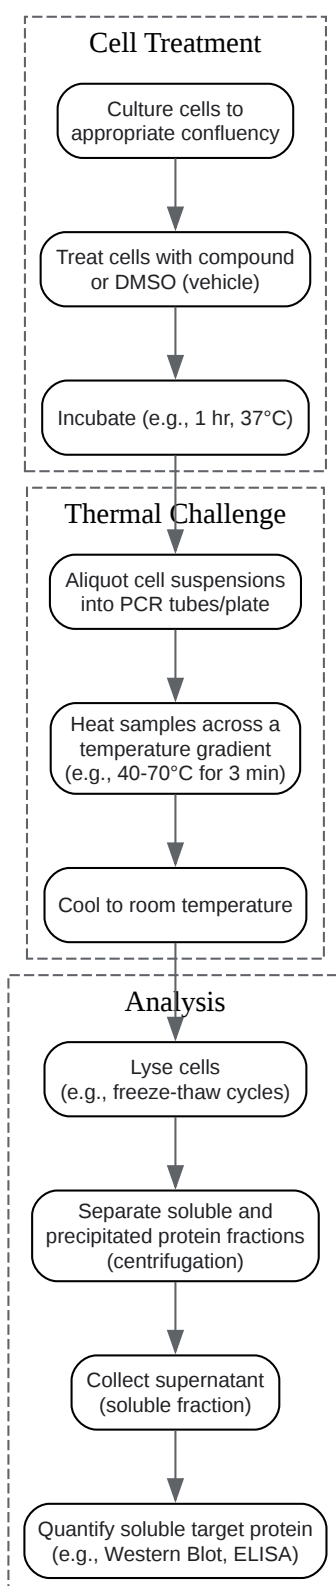 Cell Treatment
Culture cells to
appropriate confluency
Treat cells with compound
or DMSO (vehicle)
Incubate (e.g., 1 hr, 37°C)
Thermal Challenge
Aliquot cell suspensions
into PCR tubes/plate
Heat samples across a
temperature gradient
(e.g., 40-70°C for 3 min)
Cool to room temperature
Analysis
Lyse cells
(e.g., freeze-thaw cycles)
Separate soluble and
precipitated protein fractions
(centrifugation)
Collect supernatant
(soluble fraction)
Quantify soluble target protein
(e.g., Western Blot, ELISA)